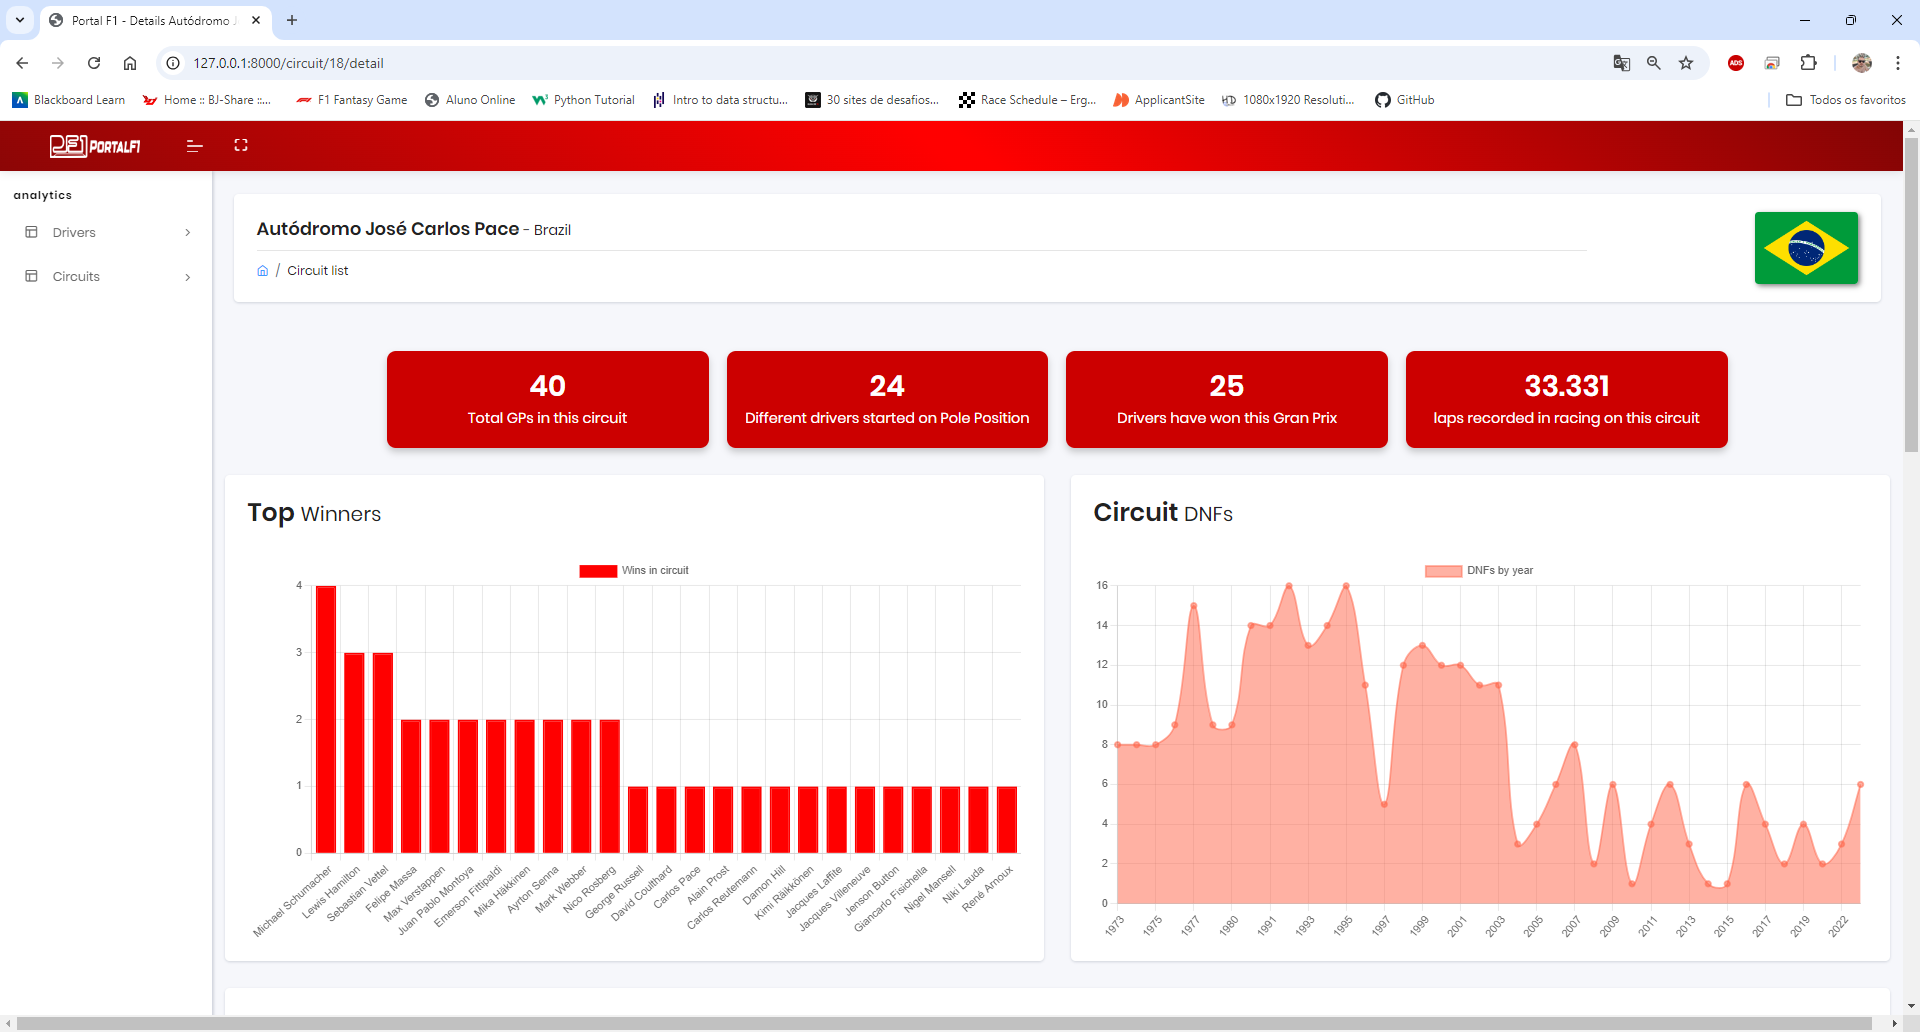 Portal F1 - Details Autódromo J
127.0.0.1:8000/circuit/18/detail
ADS
Blackboard Learn
Home :: BJ-Share ::...
F1 Fantasy Game
Aluno Online
Python Tutorial
Intro to data structu...
30 sites de desafios...
Race Schedule – Erg...
ApplicantSite
1080x1920 Resoluti...
GitHub
Todos os favoritos
PORTALF1
analytics
Drivers
Circuits
Autódromo José Carlos Pace - Brazil
/ Circuit list
40
Total GPs in this circuit
24
Different drivers started on Pole Position
25
Drivers have won this Gran Prix
33.331
laps recorded in racing on this circuit
Top Winners
Wins in circuit
4
3
2
1
0
Michael Schumacher
Lewis Hamilton
Sebastian Vettel
Felipe Massa
Max Verstappen
Juan Pablo Montoya
Emerson Fittipaldi
Mika Häkkinen
Ayrton Senna
Mark Webber
Nico Rosberg
George Russell
David Coulthard
Carlos Pace
Alain Prost
Carlos Reutemann
Damon Hill
Kimi Räikkönen
Jacques Laffite
Jacques Villeneuve
Jenson Button
Giancarlo Fisichella
Nigel Mansell
Niki Lauda
René Arnoux
Circuit DNFs
DNFs by year
16
14
12
10
8
6
4
2
0
1973
1975
1977
1980
1991
1993
1995
1997
1999
2001
2003
2005
2007
2009
2011
2013
2015
2017
2019
2022